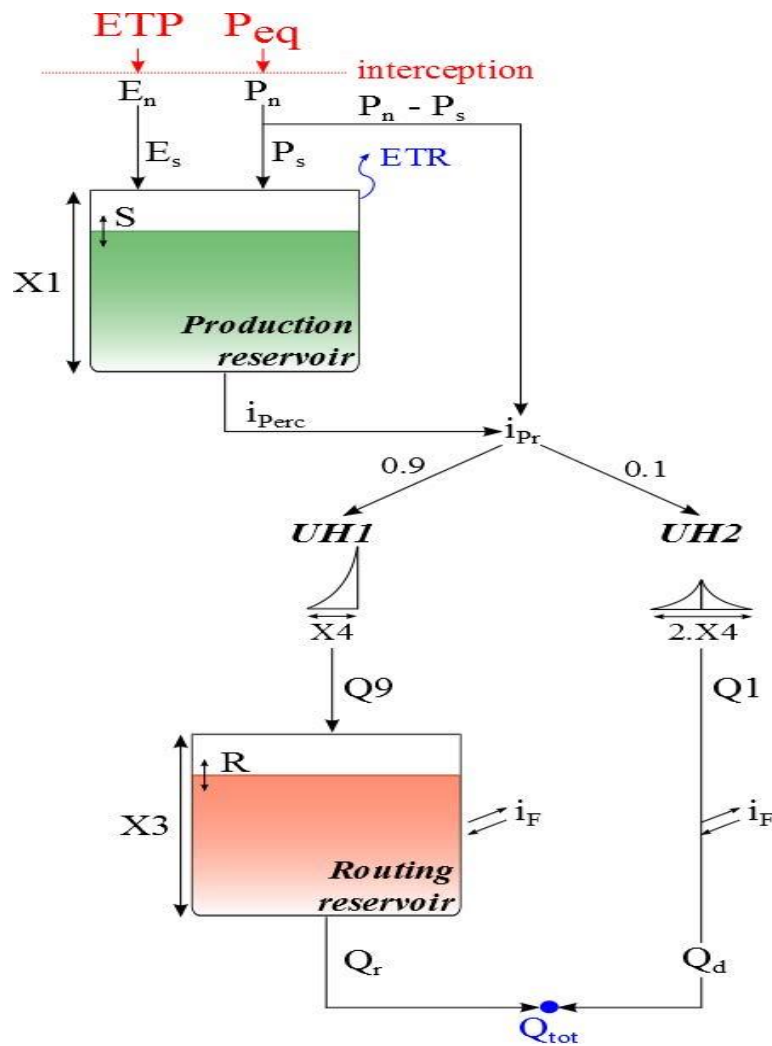 ETP Peq
interception
En Pn
Pn - Ps
Es Ps ETR
S
X1
Production
reservoir
iPerc
iPr
0.9 0.1
UH1 UH2
X4 2.X4
Q9 Q1
R
X3 iF iF
Routing
reservoir
Qr Qd
Qtot